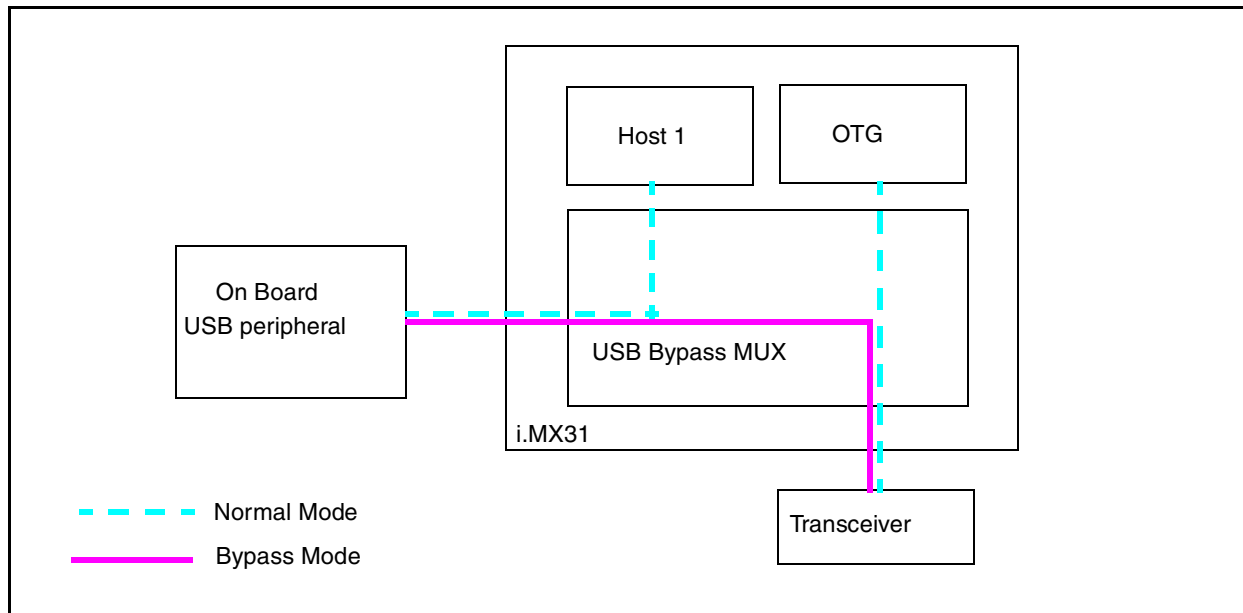 Host 1
OTG
On Board
USB peripheral
USB Bypass MUX
i.MX31
Transceiver
Normal Mode
Bypass Mode